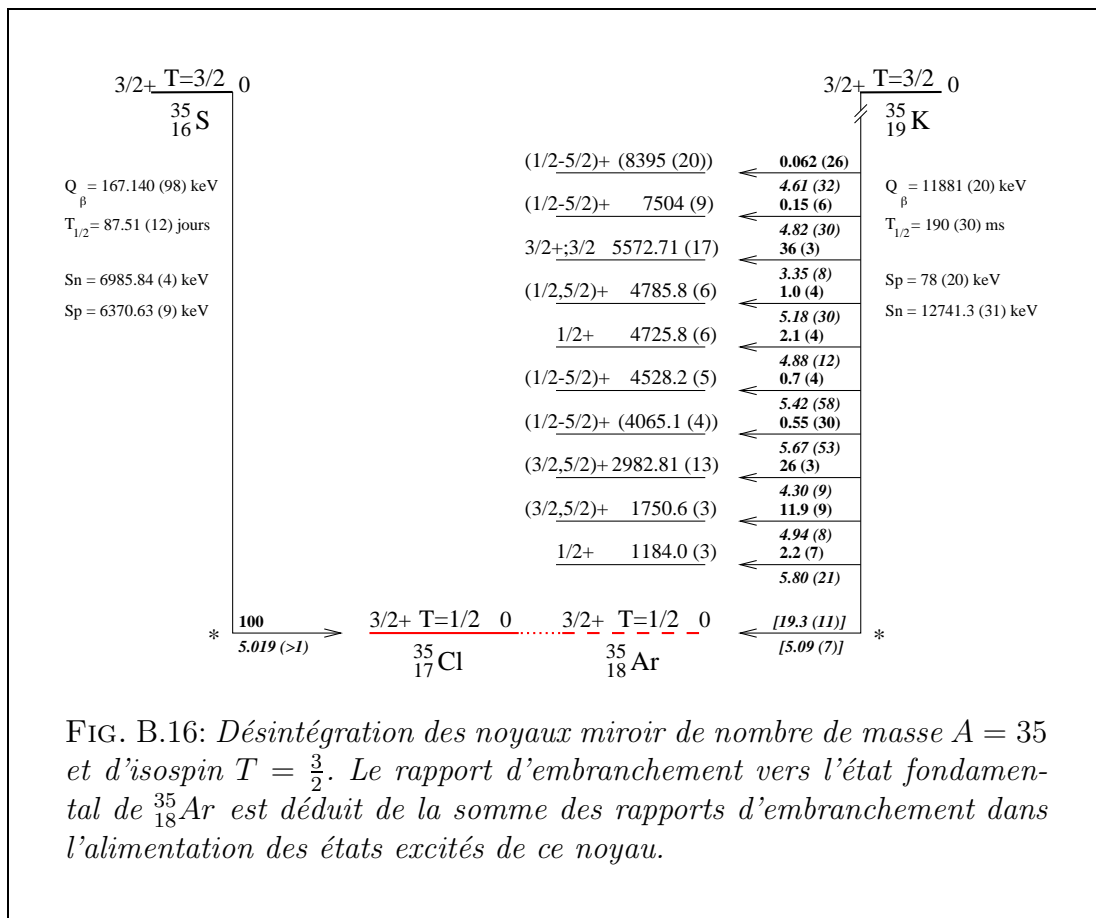 3/2+ T=3/2 0
35
16 S
Q
β
= 167.140 (98) keV
T1/2= 87.51 (12) jours
Sn = 6985.84 (4) keV
Sp = 6370.63 (9) keV
3/2+ T=3/2 0
35
19 K
Q
β
= 11881 (20) keV
T1/2= 190 (30) ms
Sp = 78 (20) keV
Sn = 12741.3 (31) keV
(1/2-5/2)+ (8395 (20)) 0.062 (26)
4.61 (32)
(1/2-5/2)+ 7504 (9) 0.15 (6)
4.82 (30)
3/2+;3/2 5572.71 (17) 36 (3)
3.35 (8)
(1/2,5/2)+ 4785.8 (6) 1.0 (4)
5.18 (30)
1/2+ 4725.8 (6) 2.1 (4)
4.88 (12)
(1/2-5/2)+ 4528.2 (5) 0.7 (4)
5.42 (58)
(1/2-5/2)+ (4065.1 (4)) 0.55 (30)
5.67 (53)
(3/2,5/2)+ 2982.81 (13) 26 (3)
4.30 (9)
(3/2,5/2)+ 1750.6 (3) 11.9 (9)
4.94 (8)
1/2+ 1184.0 (3) 2.2 (7)
5.80 (21)
* 100 3/2+ T=1/2 0 3/2+ T=1/2 0 [19.3 (11)] *
5.019 (>1) [5.09 (7)]
35
17 Cl
35
18 Ar
FIG. B.16: Désintégration des noyaux miroir de nombre de masse A = 35
et d'isospin T = 3/2. Le rapport d'embranchement vers l'état fondamen-
tal de 35 18 Ar est déduit de la somme des rapports d'embranchement dans
l'alimentation des états excités de ce noyau.